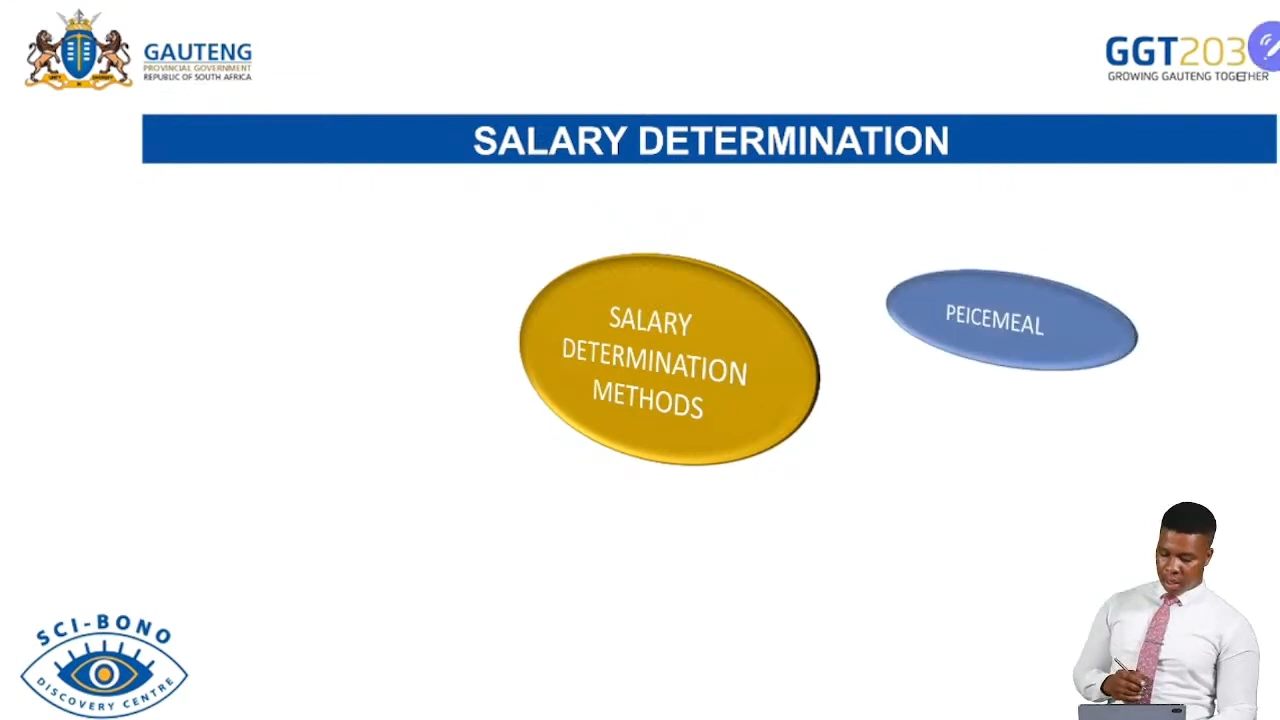 GAUTENG
PROVINCIAL GOVERNMENT
REPUBLIC OF SOUTH AFRICA
GGT203
GROWING GAUTENG TOGETHER
SALARY DETERMINATION
SALARY
DETERMINATION
METHODS
PEICEMEAL
SCI-BONO
DISCOVERY CENTRE